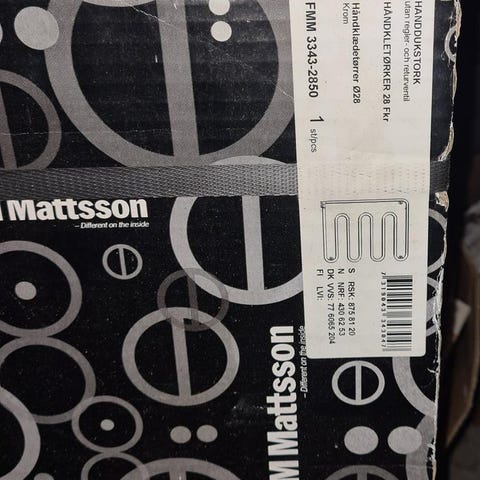 HANDDUKSTORK
utan regler- och returventil
HÅNDKLETØRKER 28 Fkr
Håndklædetørrer Ø28
Krom
FMM 3343-2850
1 st/pcs
S RSK: 875 81 20
N NRF: 430 62 53
DK VVS: 77 6065 204
FI LVI:
Mattsson
– Different on the inside
M Mattsson
– Different on the inside